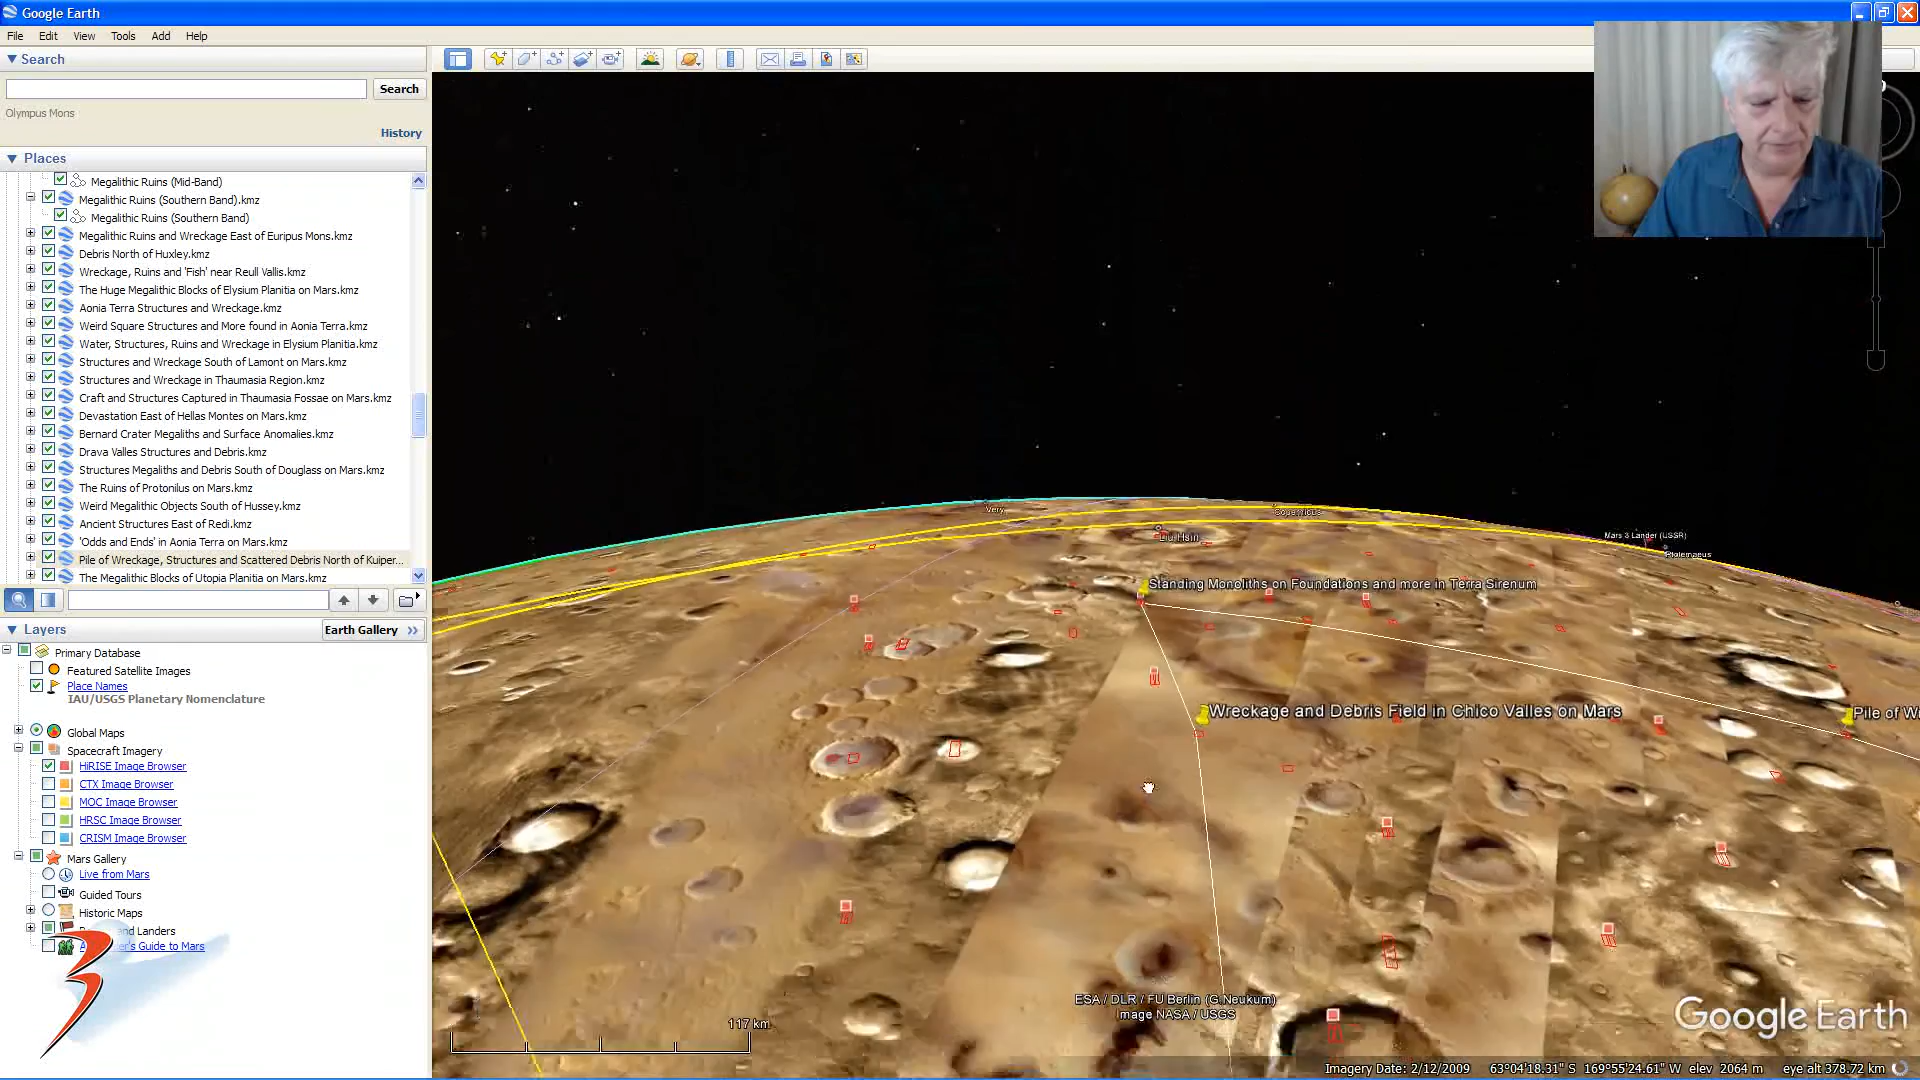 Google Earth
File Edit View Tools Add Help
Search
Search
Olympus Mons
History
Places
Megalithic Ruins (Mid-Band)
Megalithic Ruins (Southern Band).kmz
Megalithic Ruins (Southern Band)
Megalithic Ruins and Wreckage East of Euripus Mons.kmz
Debris North of Huxley.kmz
Wreckage, Ruins and 'Fish' near Reull Vallis.kmz
The Huge Megalithic Blocks of Elysium Planitia on Mars.kmz
Aonia Terra Structures and Wreckage.kmz
Weird Square Structures and More found in Aonia Terra.kmz
Water, Structures, Ruins and Wreckage in Elysium Planitia.kmz
Structures and Wreckage South of Lamont on Mars.kmz
Structures and Wreckage in Thaumasia Region.kmz
Craft and Structures Captured in Thaumasia Fossae on Mars.kmz
Devastation East of Hellas Montes on Mars.kmz
Bernard Crater Megaliths and Surface Anomalies.kmz
Drava Valles Structures and Debris.kmz
Structures Megaliths and Debris South of Douglass on Mars.kmz
The Ruins of Protonilus on Mars.kmz
Weird Megalithic Objects South of Hussey.kmz
Ancient Structures East of Redi.kmz
'Odds and Ends' in Aonia Terra on Mars.kmz
Pile of Wreckage, Structures and Scattered Debris North of Kuiper...
The Megalithic Blocks of Utopia Planitia on Mars.kmz
Layers
Earth Gallery »
Primary Database
Featured Satellite Images
Place Names
IAU/USGS Planetary Nomenclature
Global Maps
Spacecraft Imagery
HiRISE Image Browser
CTX Image Browser
MOC Image Browser
HRSC Image Browser
CRISM Image Browser
Mars Gallery
Live from Mars
Guided Tours
Historic Maps
and Landers
's Guide to Mars
Very
Copernicus
Liu Hsin
Mars 3 Lander (USSR)
Ptolemaeus
Standing Monoliths on Foundations and more in Terra Sirenum
Wreckage and Debris Field in Chico Valles on Mars
Pile of W
ESA / DLR / FU Berlin (G.Neukum)
Image NASA / USGS
117 km
Google Earth
Imagery Date: 2/12/2009 63°04'18.31" S 169°55'24.61" W elev 2064 m eye alt 378.72 km